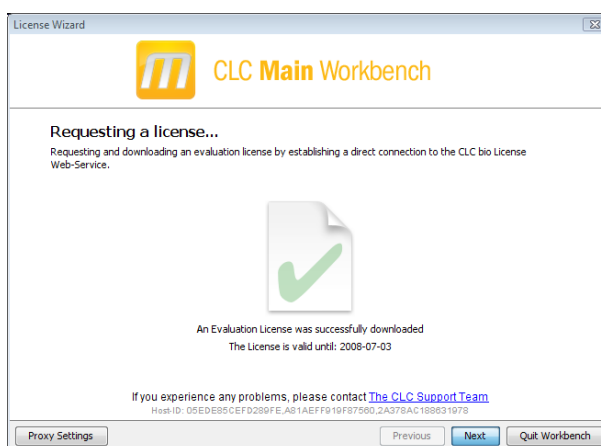 License Wizard
CLC Main Workbench
Requesting a license...
Requesting and downloading an evaluation license by establishing a direct connection to the CLC bio License
Web-Service.
An Evaluation License was successfully downloaded
The License is valid until: 2008-07-03
If you experience any problems, please contact The CLC Support Team
Host-ID: 05EDE85CEFD289FE,A81AEFF919F87560,2A378AC188631978
Proxy Settings Previous Next Quit Workbench